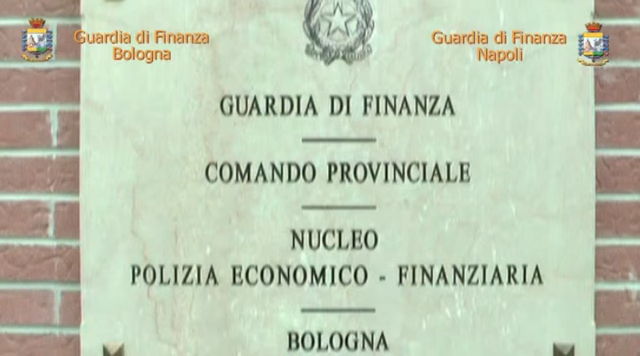 Guardia di Finanza
Bologna
Guardia di Finanza
Napoli
GUARDIA DI FINANZA
COMANDO PROVINCIALE
NUCLEO
POLIZIA ECONOMICO - FINANZIARIA
BOLOGNA